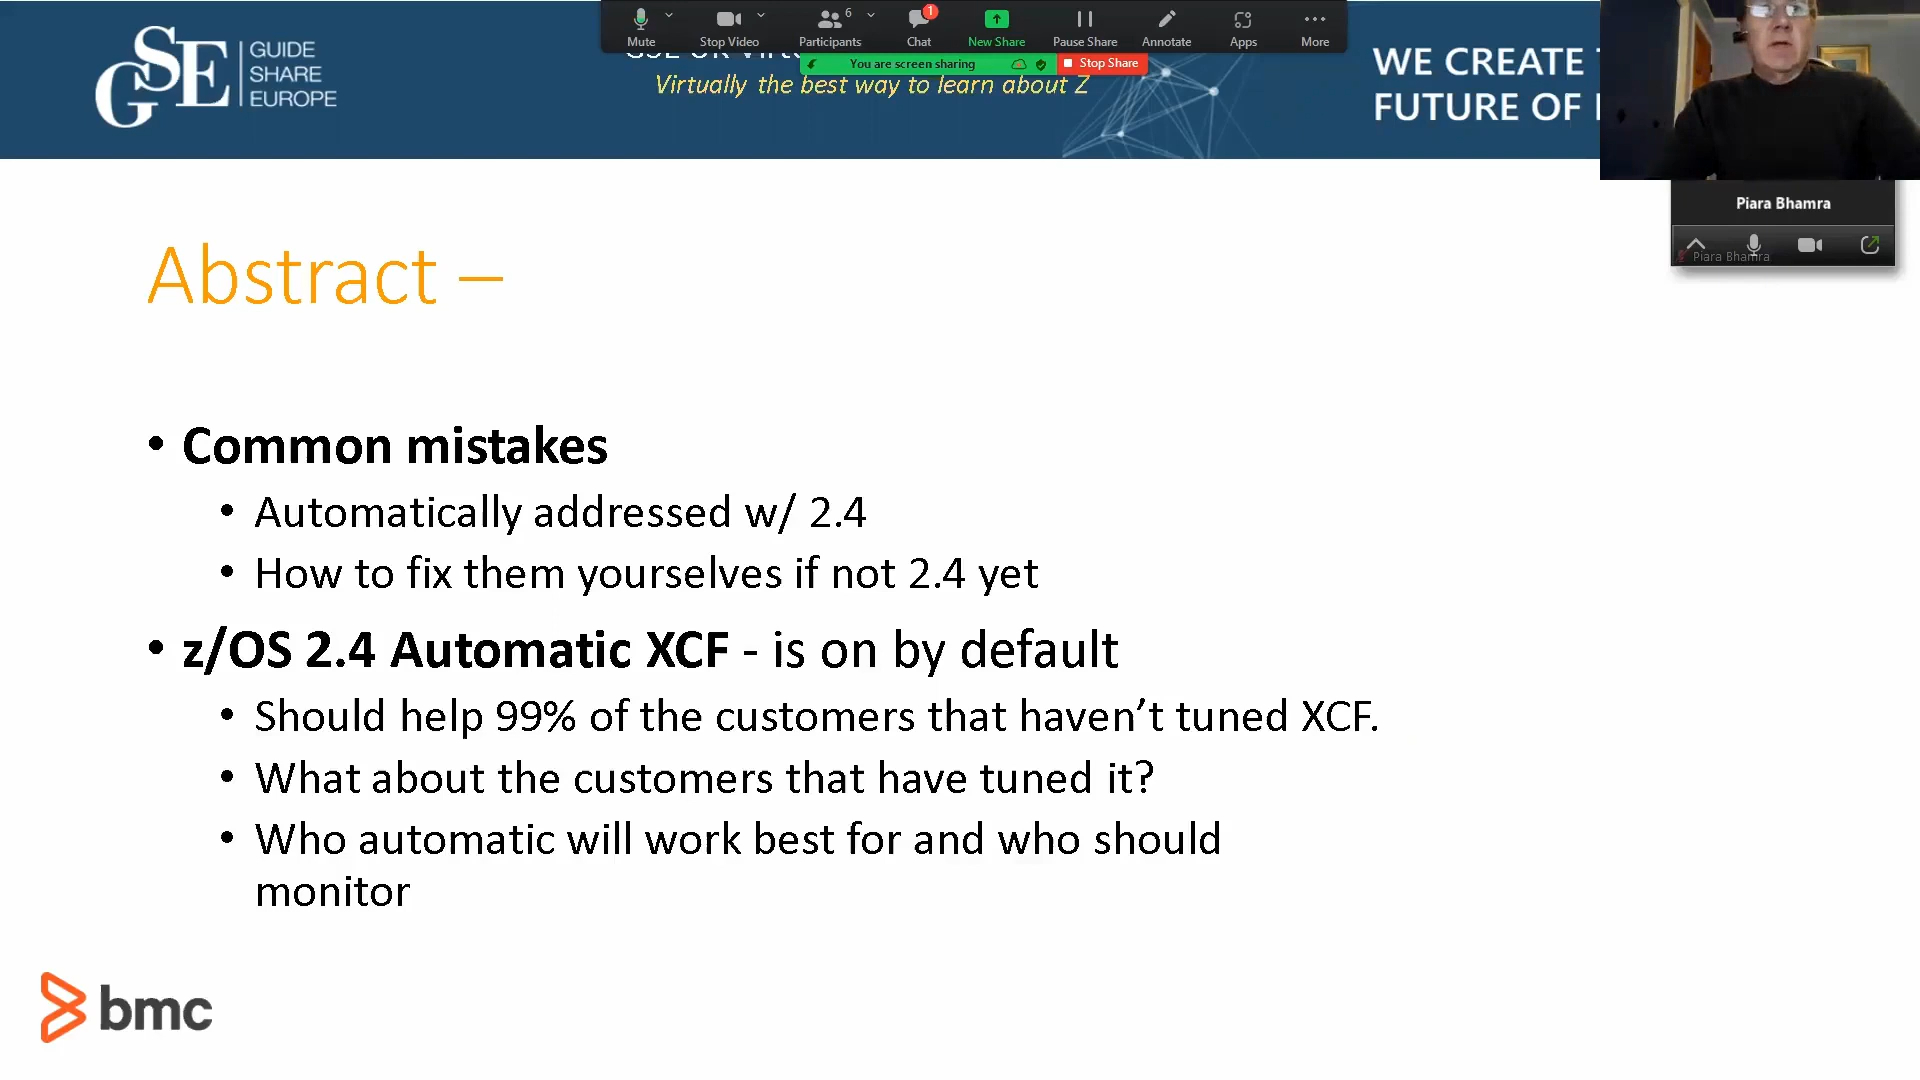 Mute
Stop Video
6
Participants
1
Chat
New Share
Pause Share
Annotate
Apps
More
You are screen sharing
Stop Share
GSE
GUIDE
SHARE
EUROPE
Virtually the best way to learn about Z
WE CREATE
FUTURE OF
Piara Bhamra
Piara Bhamra
Abstract –
• Common mistakes
• Automatically addressed w/ 2.4
• How to fix them yourselves if not 2.4 yet
• z/OS 2.4 Automatic XCF - is on by default
• Should help 99% of the customers that haven’t tuned XCF.
• What about the customers that have tuned it?
• Who automatic will work best for and who should
monitor
bmc